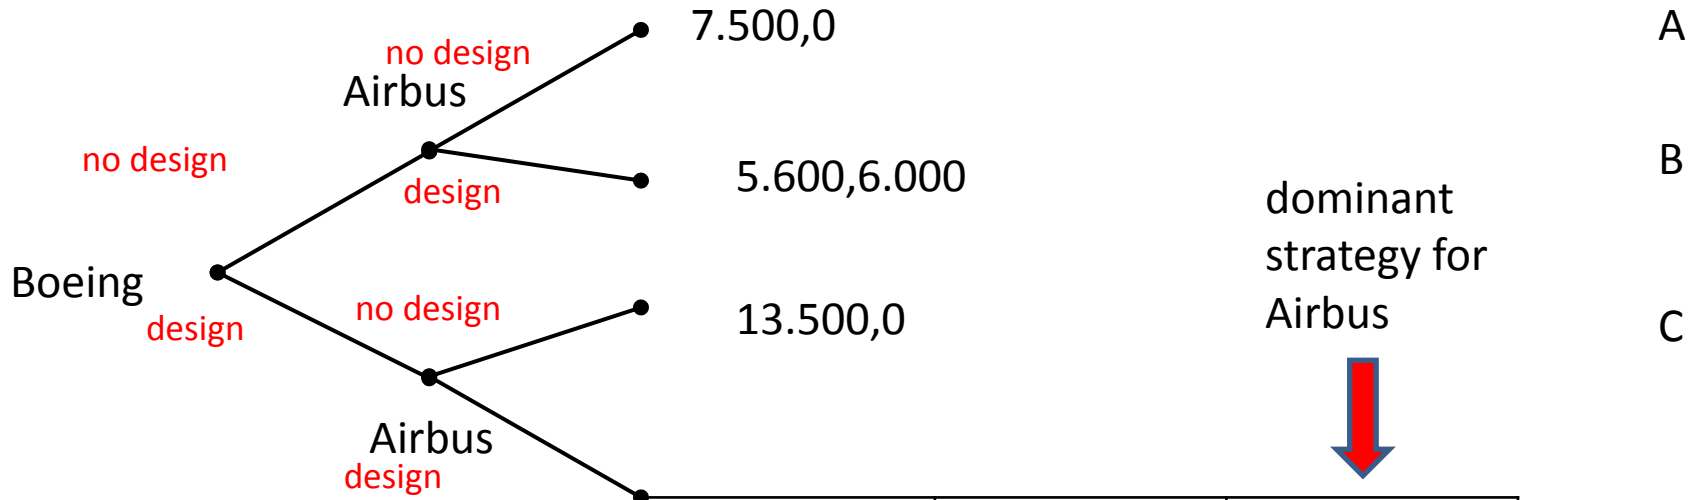 7.500,0
A
no design
Airbus
no design
B
design
5.600,6.000
dominant
strategy for
Airbus
Boeing
design
no design
13.500,0
C
Airbus
design